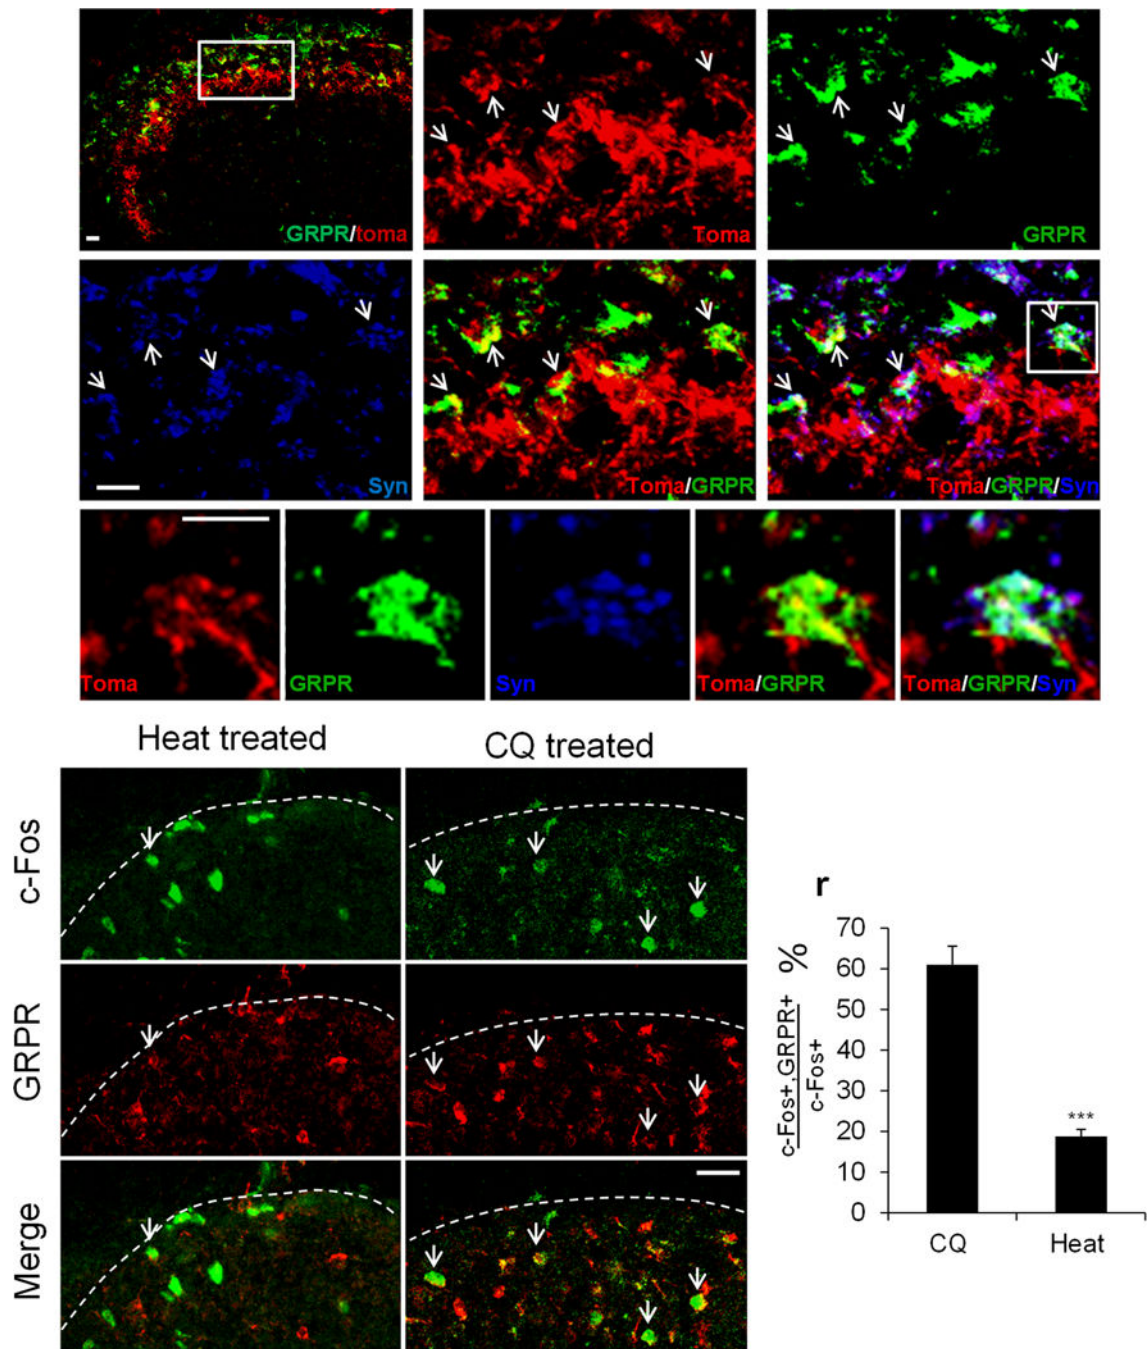 GRPR/toma
Toma
GRPR
Syn
Toma/GRPR
Toma/GRPR/Syn
Toma
GRPR
Syn
Toma/GRPR
Toma/GRPR/Syn
Heat treated
CQ treated
c-Fos
GRPR
Merge
r
c-Fos+,GRPR+
c-Fos+
%
70
60
50
40
30
20
10
0
***
CQ
Heat